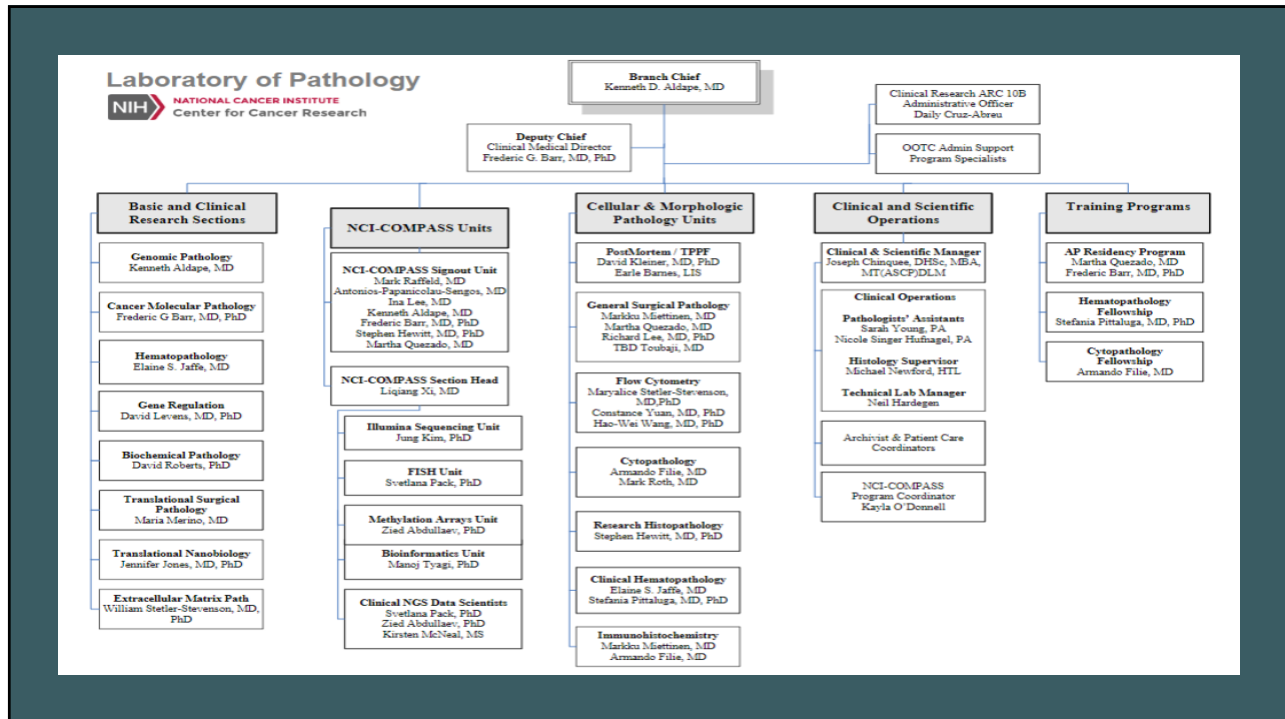 Laboratory of Pathology
NIH
NATIONAL CANCER INSTITUTE
Center for Cancer Research
Branch Chief
Kenneth D. Aldape, MD
Clinical Research ARC 10B
Administrative Officer
Daily Cruz-Abreu
Deputy Chief
Clinical Medical Director
Frederic G. Barr, MD, PhD
OOTC Admin Support
Program Specialists
Basic and Clinical
Research Sections
Genomic Pathology
Kenneth Aldape, MD
Cancer Molecular Pathology
Frederic G Barr, MD, PhD
Hematopathology
Elaine S. Jaffe, MD
Gene Regulation
David Levens, MD, PhD
Biochemical Pathology
David Roberts, PhD
Translational Surgical
Pathology
Maria Merino, MD
Translational Nanobiology
Jennifer Jones, MD, PhD
Extracellular Matrix Path
William Stetler-Stevenson, MD,
PhD
NCI-COMPASS Units
NCI-COMPASS Signout Unit
Mark Raffeld, MD
Antonios-Papanicolau-Sengos, MD
Ina Lee, MD
Kenneth Aldape, MD
Frederic Barr, MD, PhD
Stephen Hewitt, MD, PhD
Martha Quezado, MD
NCI-COMPASS Section Head
Liqiang Xi, MD
Illumina Sequencing Unit
Jung Kim, PhD
FISH Unit
Svetlana Pack, PhD
Methylation Arrays Unit
Zied Abdullaev, PhD
Bioinformatics Unit
Manoj Tyagi, PhD
Clinical NGS Data Scientists
Svetlana Pack, PhD
Zied Abdullaev, PhD
Kirsten McNeal, MS
Cellular & Morphologic
Pathology Units
PostMortem / TPPF
David Kleiner, MD, PhD
Earle Barnes, LIS
General Surgical Pathology
Markku Miettinen, MD
Martha Quezado, MD
Richard Lee, MD, PhD
TBD Toubaji, MD
Flow Cytometry
Maryalice Stetler-Stevenson,
MD,PhD
Constance Yuan, MD, PhD
Hao-Wei Wang, MD, PhD
Cytopathology
Armando Filie, MD
Mark Roth, MD
Research Histopathology
Stephen Hewitt, MD, PhD
Clinical Hematopathology
Elaine S. Jaffe, MD
Stefania Pittaluga, MD, PhD
Immunohistochemistry
Markku Miettinen, MD
Armando Filie, MD
Clinical and Scientific
Operations
Clinical & Scientific Manager
Joseph Chinquee, DHSc, MBA,
MT(ASCP)DLM
Clinical Operations
Pathologists' Assistants
Sarah Young, PA
Nicole Singer Hufnagel, PA
Histology Supervisor
Michael Newford, HTL
Technical Lab Manager
Neil Hardegen
Archivist & Patient Care
Coordinators
NCI-COMPASS
Program Coordinator
Kayla O'Donnell
Training Programs
AP Residency Program
Martha Quezado, MD
Frederic Barr, MD, PhD
Hematopathology
Fellowship
Stefania Pittaluga, MD, PhD
Cytopathology
Fellowship
Armando Filie, MD